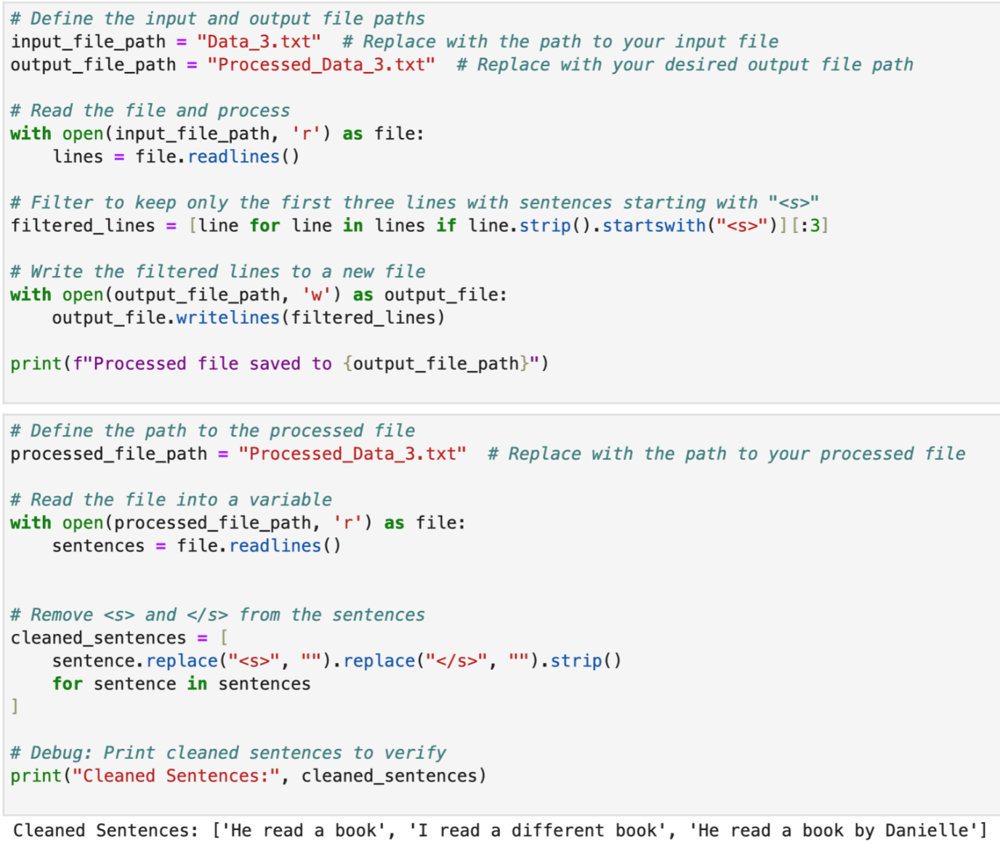 # Define the input and output file paths
input_file_path = "Data_3.txt"  # Replace with the path to your input file
output_file_path = "Processed_Data_3.txt"  # Replace with your desired output file path

# Read the file and process
with open(input_file_path, 'r') as file:
    lines = file.readlines()

# Filter to keep only the first three lines with sentences starting with "<s>"
filtered_lines = [line for line in lines if line.strip().startswith("<s>")][:3]

# Write the filtered lines to a new file
with open(output_file_path, 'w') as output_file:
    output_file.writelines(filtered_lines)

print(f"Processed file saved to {output_file_path}")

# Define the path to the processed file
processed_file_path = "Processed_Data_3.txt"  # Replace with the path to your processed file

# Read the file into a variable
with open(processed_file_path, 'r') as file:
    sentences = file.readlines()


# Remove <s> and </s> from the sentences
cleaned_sentences = [
    sentence.replace("<s>", "").replace("</s>", "").strip()
    for sentence in sentences
]

# Debug: Print cleaned sentences to verify
print("Cleaned Sentences:", cleaned_sentences)

Cleaned Sentences: ['He read a book', 'I read a different book', 'He read a book by Danielle']